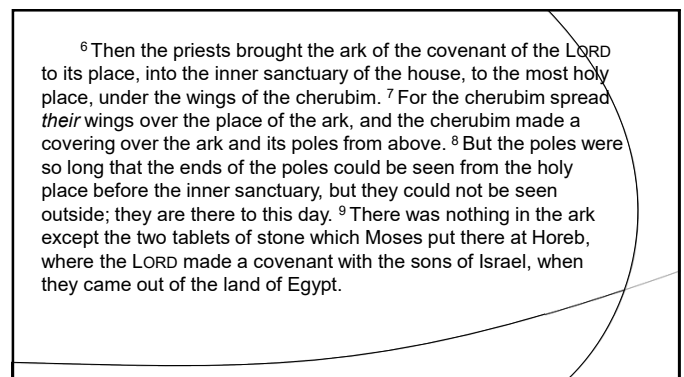 ⁶ Then the priests brought the ark of the covenant of the LORD
to its place, into the inner sanctuary of the house, to the most holy
place, under the wings of the cherubim. ⁷ For the cherubim spread
their wings over the place of the ark, and the cherubim made a
covering over the ark and its poles from above. ⁸ But the poles were
so long that the ends of the poles could be seen from the holy
place before the inner sanctuary, but they could not be seen
outside; they are there to this day. ⁹ There was nothing in the ark
except the two tablets of stone which Moses put there at Horeb,
where the LORD made a covenant with the sons of Israel, when
they came out of the land of Egypt.